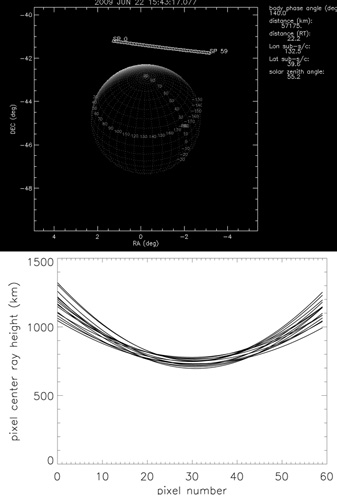 2009 JUN 22 15:43:17.077
body phase angle (deg
140.0
distance (km):
57175.
distance (RT):
22.2
Lon sub-s/c:
132.5
Lat sub-s/c:
39.6
solar zenith angle:
55.2
-40
-42
-44
-46
-48
DEC (deg)
SP 0
SP 59
4 2 0 -2 -4
RA (deg)
1500
1000
500
0
pixel center ray height (km)
0 10 20 30 40 50 60
pixel number